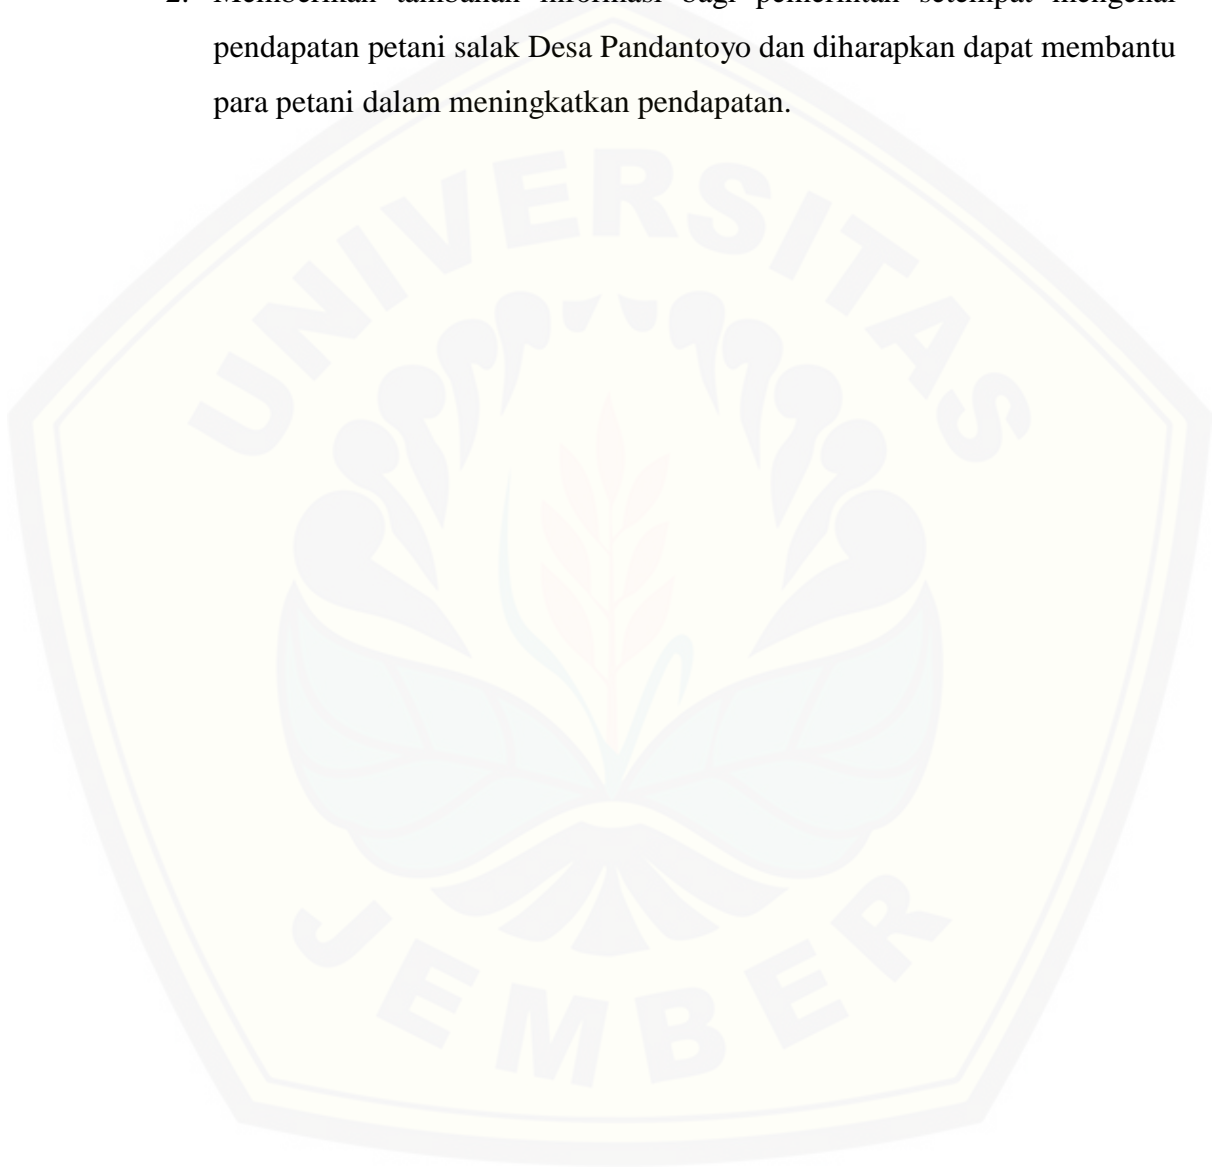 2. Memberikan tambahan informasi bagi pemerintah setempat mengenai
pendapatan petani salak Desa Pandantoyo dan diharapkan dapat membantu
para petani dalam meningkatkan pendapatan.
UNIVERSITAS
JEMBER